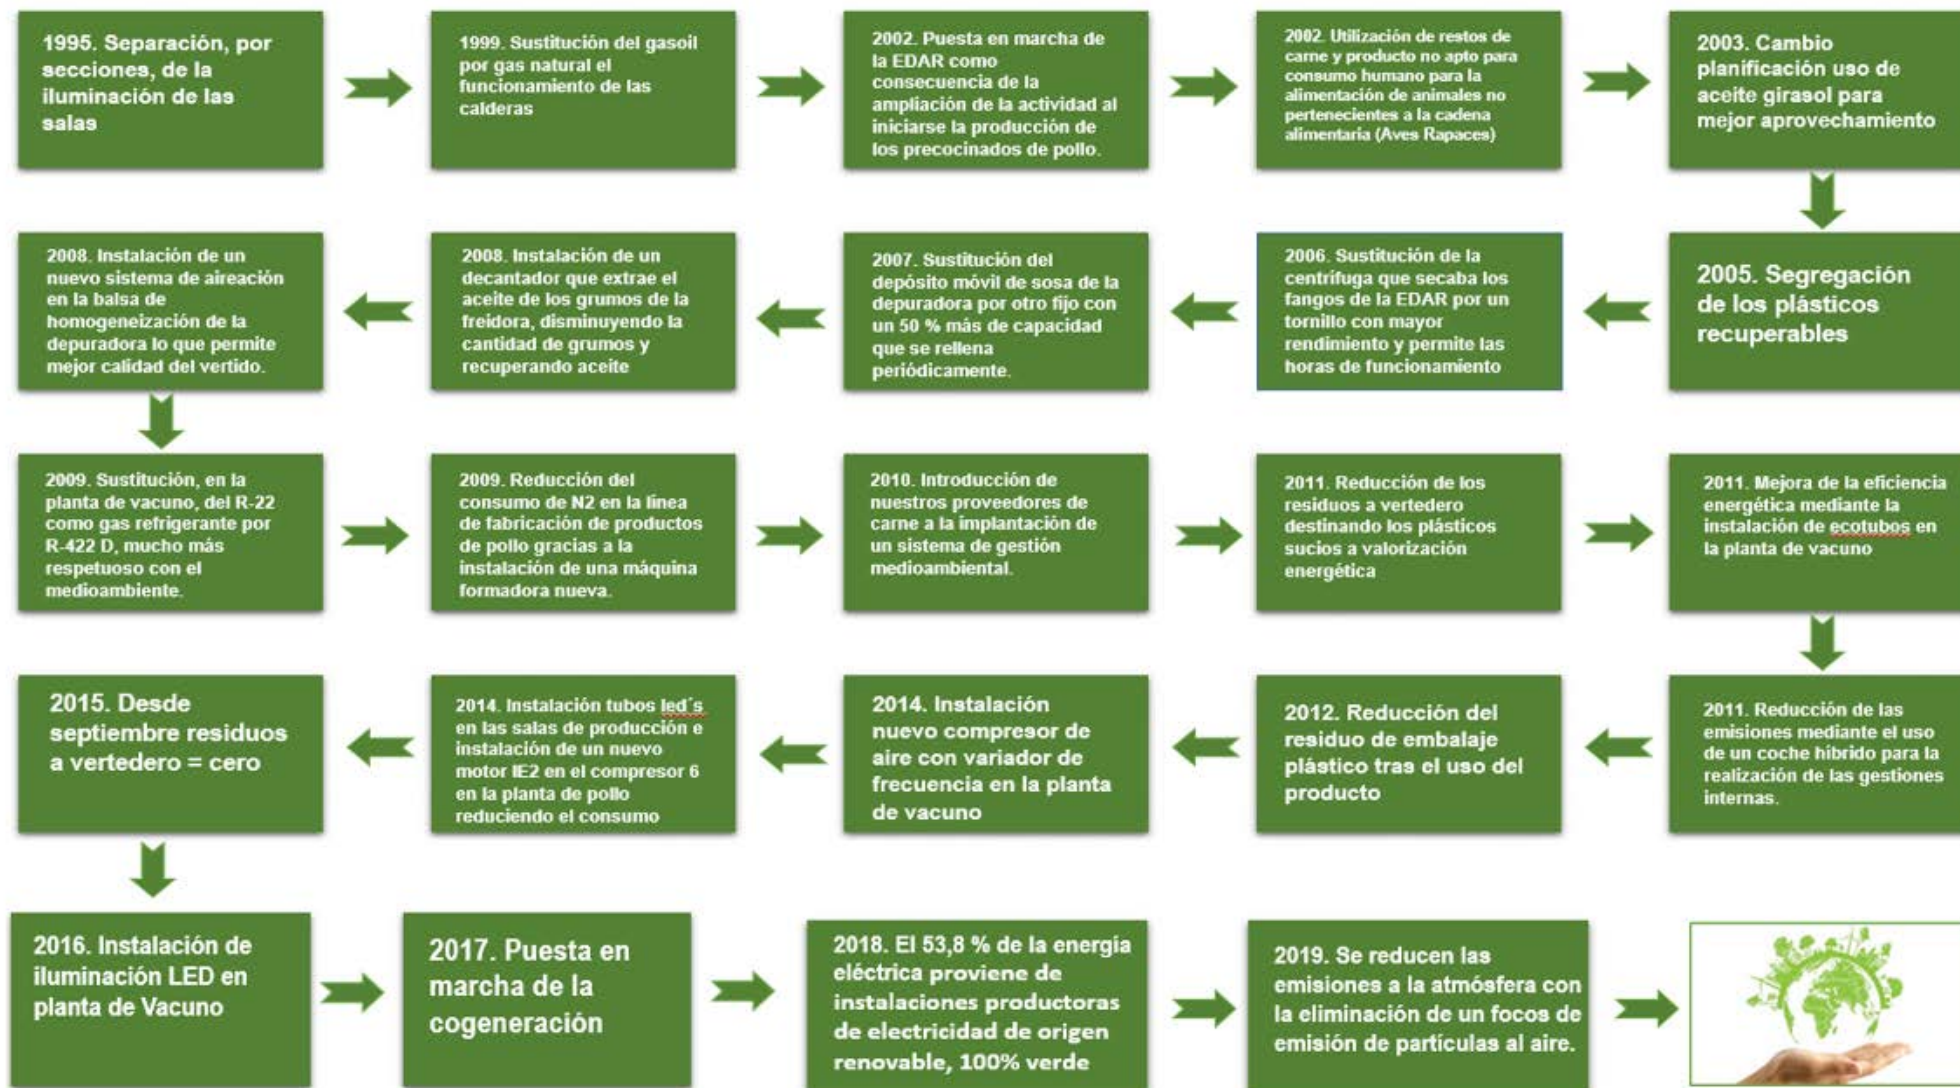 1995. Separación, por
secciones, de la
iluminación de las
salas
1999. Sustitución del gasoil
por gas natural el
funcionamiento de las
calderas
2002. Puesta en marcha de
la EDAR como
consecuencia de la
ampliación de la actividad al
iniciarse la producción de
los precocinados de pollo.
2002. Utilización de restos de
carne y producto no apto para
consumo humano para la
alimentación de animales no
pertenecientes a la cadena
alimentaria (Aves Rapaces)
2003. Cambio
planificación uso de
aceite girasol para
mejor aprovechamiento
2005. Segregación
de los plásticos
recuperables
2006. Sustitución de la
centrífuga que secaba los
fangos de la EDAR por un
tornillo con mayor
rendimiento y permite las
horas de funcionamiento
2007. Sustitución del
depósito móvil de sosa de la
depuradora por otro fijo con
un 50 % más de capacidad
que se rellena
periódicamente.
2008. Instalación de un
decantador que extrae el
aceite de los grumos de la
freidora, disminuyendo la
cantidad de grumos y
recuperando aceite
2008. Instalación de un
nuevo sistema de aireación
en la balsa de
homogeneización de la
depuradora lo que permite
mejor calidad del vertido.
2009. Sustitución, en la
planta de vacuno, del R-22
como gas refrigerante por
R-422 D, mucho más
respetuoso con el
medioambiente.
2009. Reducción del
consumo de N2 en la línea
de fabricación de productos
de pollo gracias a la
instalación de una máquina
formadora nueva.
2010. Introducción de
nuestros proveedores de
carne a la implantación de
un sistema de gestión
medioambiental.
2011. Reducción de los
residuos a vertedero
destinando los plásticos
sucios a valorización
energética
2011. Mejora de la eficiencia
energética mediante la
instalación de ecotubos en
la planta de vacuno
2011. Reducción de las
emisiones mediante el uso
de un coche híbrido para la
realización de las gestiones
internas.
2012. Reducción del
residuo de embalaje
plástico tras el uso del
producto
2014. Instalación
nuevo compresor de
aire con variador de
frecuencia en la planta
de vacuno
2014. Instalación tubos led´s
en las salas de producción e
instalación de un nuevo
motor IE2 en el compresor 6
en la planta de pollo
reduciendo el consumo
2015. Desde
septiembre residuos
a vertedero = cero
2016. Instalación de
iluminación LED en
planta de Vacuno
2017. Puesta en
marcha de la
cogeneración
2018. El 53,8 % de la energía
eléctrica proviene de
instalaciones productoras
de electricidad de origen
renovable, 100% verde
2019. Se reducen las
emisiones a la atmósfera con
la eliminación de un focos de
emisión de partículas al aire.